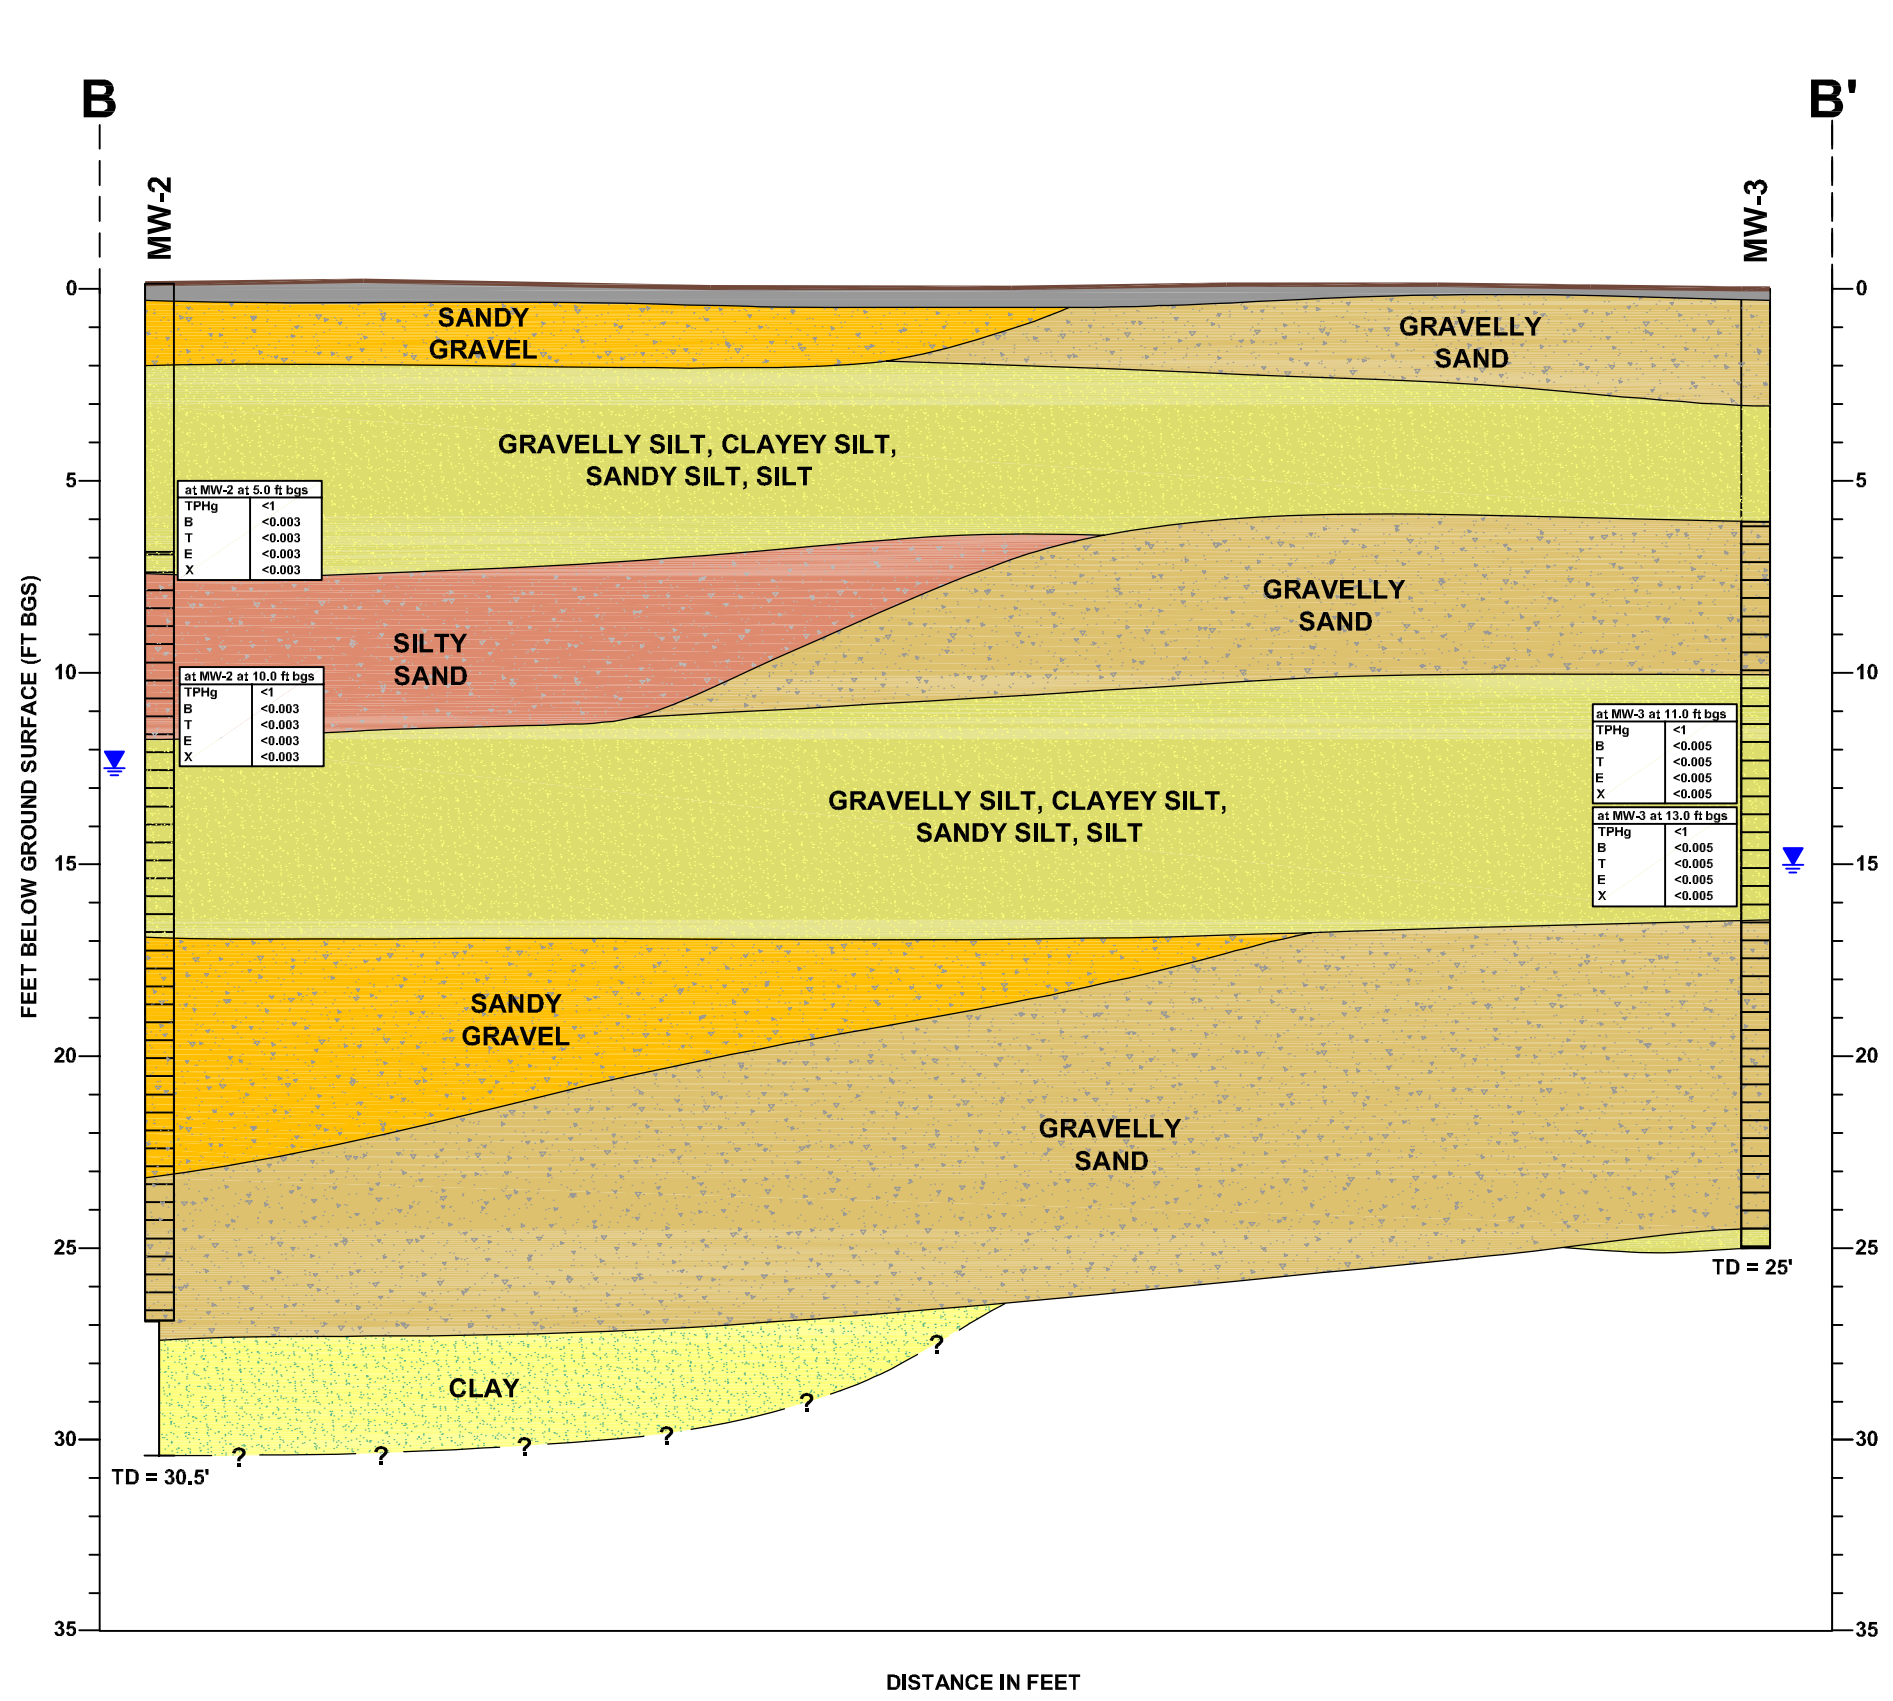 B
B'
MW-2
MW-3
0
5
10
15
20
25
30
35
FEET BELOW GROUND SURFACE (FT BGS)
SANDY
GRAVEL
GRAVELLY
SAND
GRAVELLY SILT, CLAYEY SILT,
SANDY SILT, SILT
at MW-2 at 5.0 ft bgs
TPHg <1
B <0.003
T <0.003
E <0.003
X <0.003
SILTY
SAND
GRAVELLY
SAND
at MW-2 at 10.0 ft bgs
TPHg <1
B <0.003
T <0.003
E <0.003
X <0.003
at MW-3 at 11.0 ft bgs
TPHg <1
B <0.005
T <0.005
E <0.005
X <0.005
GRAVELLY SILT, CLAYEY SILT,
SANDY SILT, SILT
at MW-3 at 13.0 ft bgs
TPHg <1
B <0.005
T <0.005
E <0.005
X <0.005
SANDY
GRAVEL
GRAVELLY
SAND
TD = 25'
CLAY
?
?
?
?
?
?
TD = 30.5'
0
5
10
15
20
25
30
35
DISTANCE IN FEET